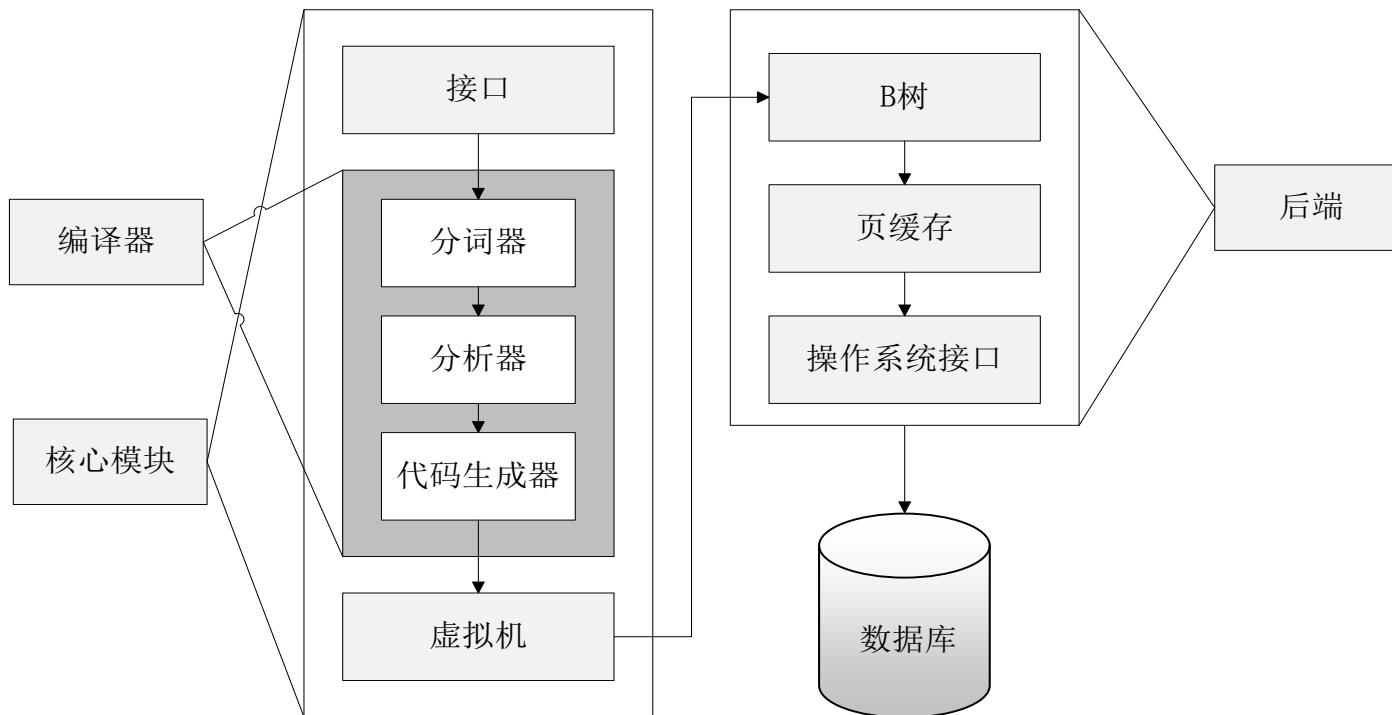 接口
B树
编译器
分词器
页缓存
后端
分析器
操作系统接口
核心模块
代码生成器
虚拟机
数据库